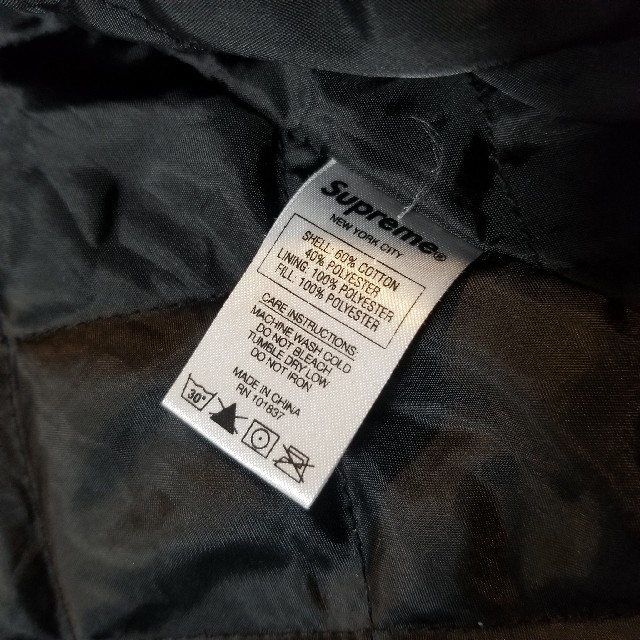 Supreme®
NEW YORK CITY
SHELL: 60% COTTON
40% POLYESTER
LINING: 100% POLYESTER
FILL: 100% POLYESTER
CARE INSTRUCTIONS:
MACHINE WASH COLD
DO NOT BLEACH
TUMBLE DRY LOW
DO NOT IRON
MADE IN CHINA
RN 101837
30°